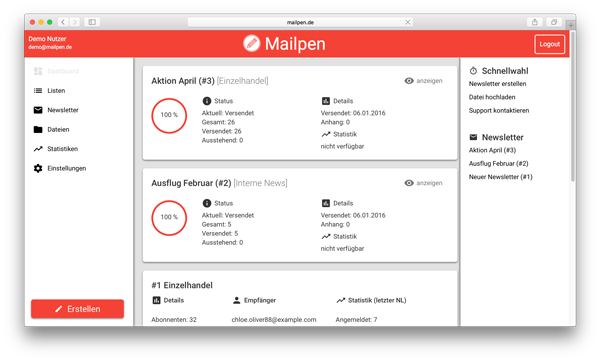 mailpen.de
Demo Nutzer
demo@mailpen.de
Mailpen
Logout
Dashboard
Listen
Newsletter
Dateien
Statistiken
Einstellungen
Erstellen
Aktion April (#3) [Einzelhandel]
anzeigen
100 %
Status
Aktuell: Versendet
Gesamt: 26
Versendet: 26
Ausstehend: 0
Details
Versendet: 06.01.2016
Anhang: 0
Statistik
nicht verfügbar
Ausflug Februar (#2) [Interne News]
anzeigen
100 %
Status
Aktuell: Versendet
Gesamt: 5
Versendet: 5
Ausstehend: 0
Details
Versendet: 06.01.2016
Anhang: 0
Statistik
nicht verfügbar
#1 Einzelhandel
Details
Empfänger
Statistik (letzter NL)
Abonnenten: 32
chloe.oliver88@example.com
Angemeldet: 7
Schnellwahl
Newsletter erstellen
Datei hochladen
Support kontaktieren
Newsletter
Aktion April (#3)
Ausflug Februar (#2)
Neuer Newsletter (#1)